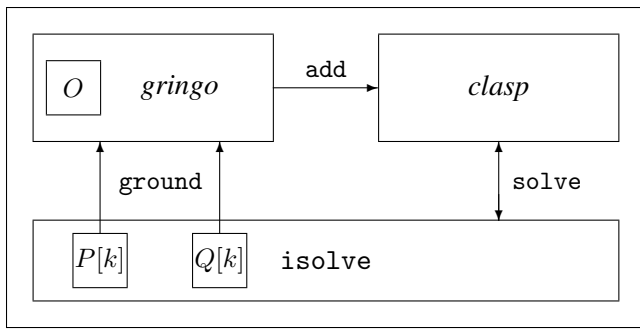 O gringo add clasp
ground solve
P[k] Q[k] isolve